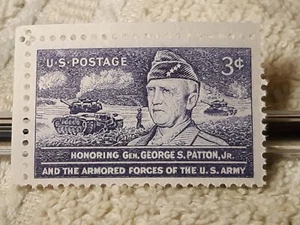 U.S. POSTAGE 3¢
HONORING GEN. GEORGE S. PATTON, JR.
AND THE ARMORED FORCES OF THE U.S. ARMY